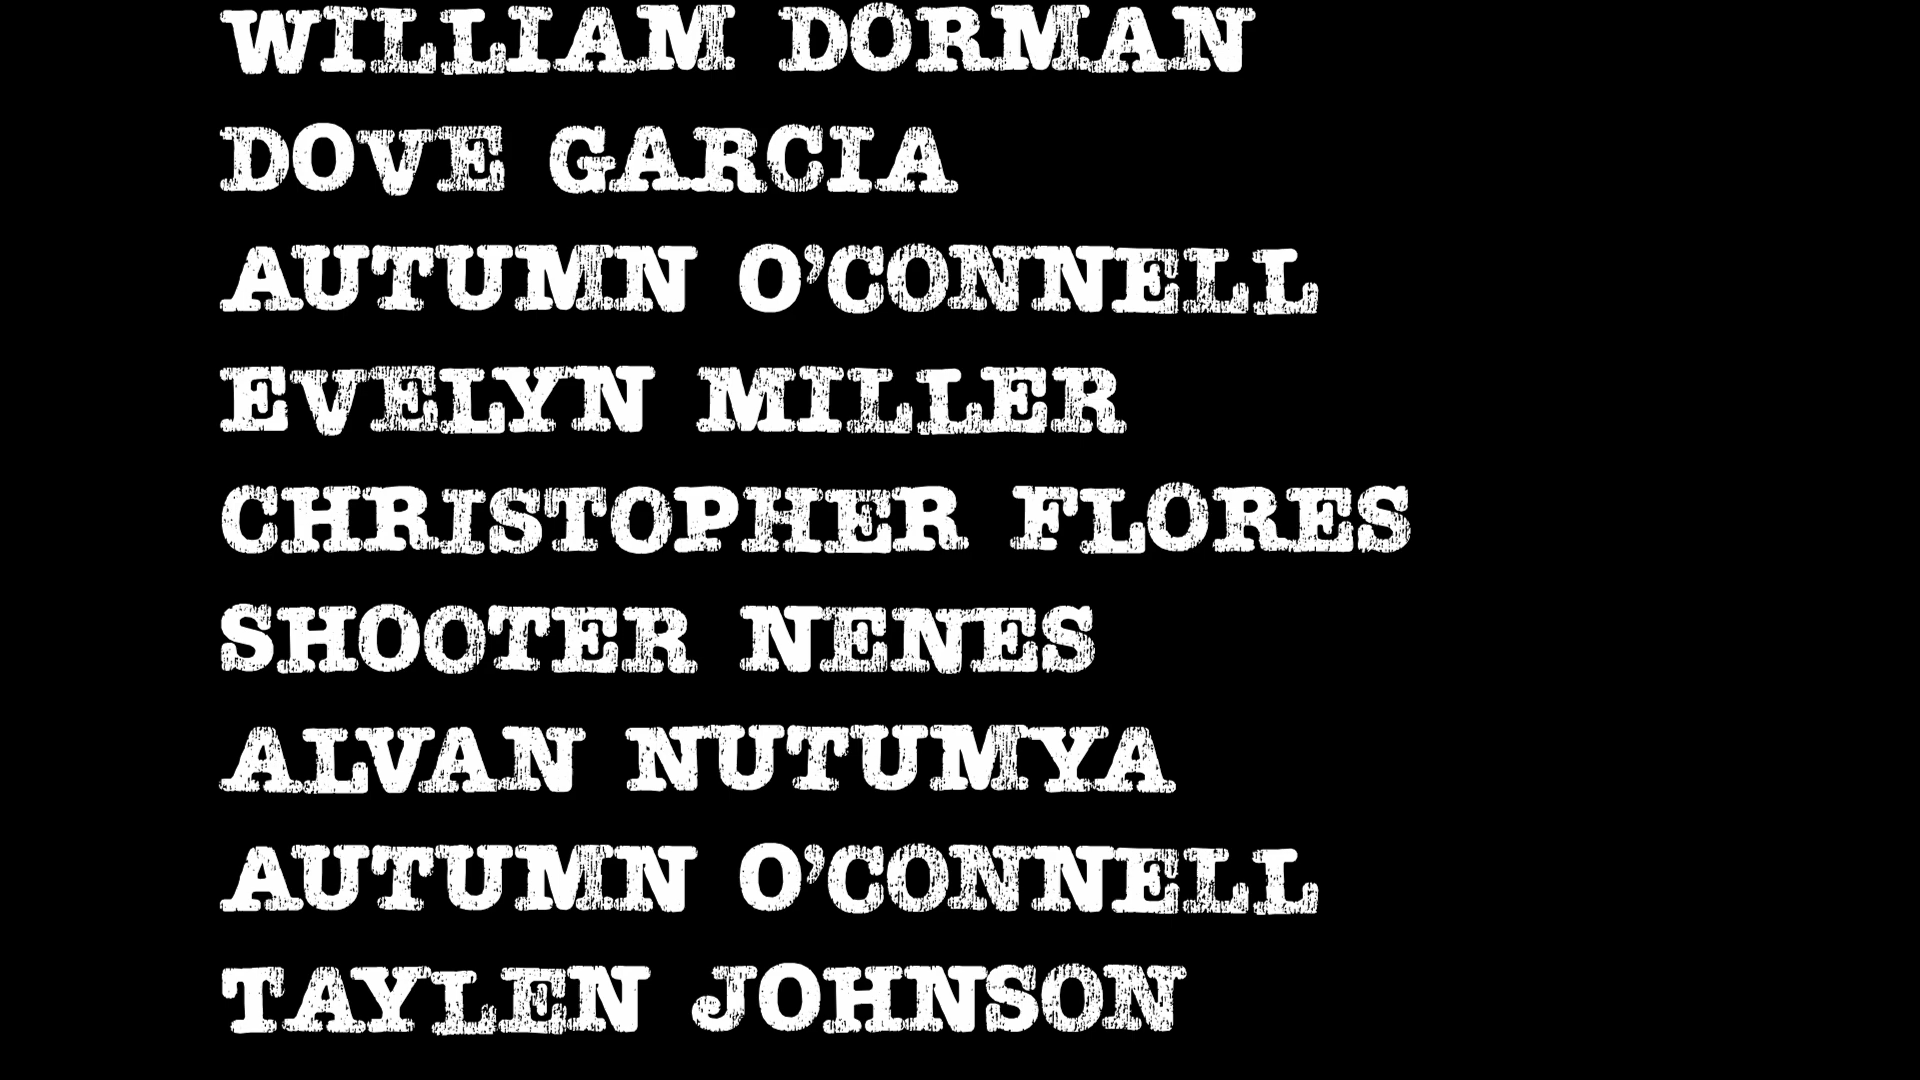 WILLIAM DORMAN
DOVE GARCIA
AUTUMN O’CONNELL
EVELYN MILLER
CHRISTOPHER FLORES
SHOOTER NENES
ALVAN NUTUMYA
AUTUMN O’CONNELL
TAYLEN JOHNSON